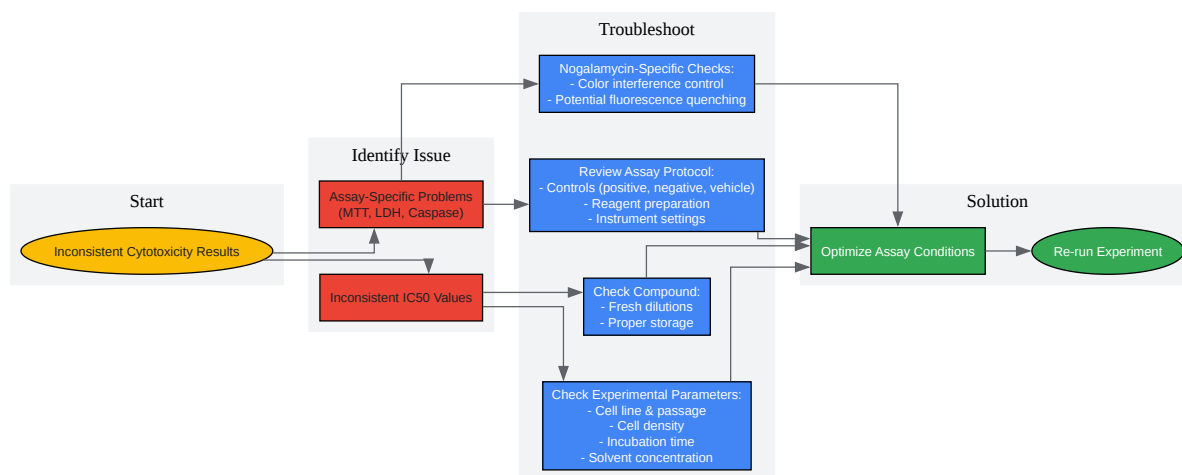 Start
Inconsistent Cytotoxicity Results
Identify Issue
Assay-Specific Problems
(MTT, LDH, Caspase)
Inconsistent IC50 Values
Troubleshoot
Nogalamycin-Specific Checks:
- Color interference control
- Potential fluorescence quenching
Review Assay Protocol:
- Controls (positive, negative, vehicle)
- Reagent preparation
- Instrument settings
Check Compound:
- Fresh dilutions
- Proper storage
Check Experimental Parameters:
- Cell line & passage
- Cell density
- Incubation time
- Solvent concentration
Solution
Optimize Assay Conditions
Re-run Experiment